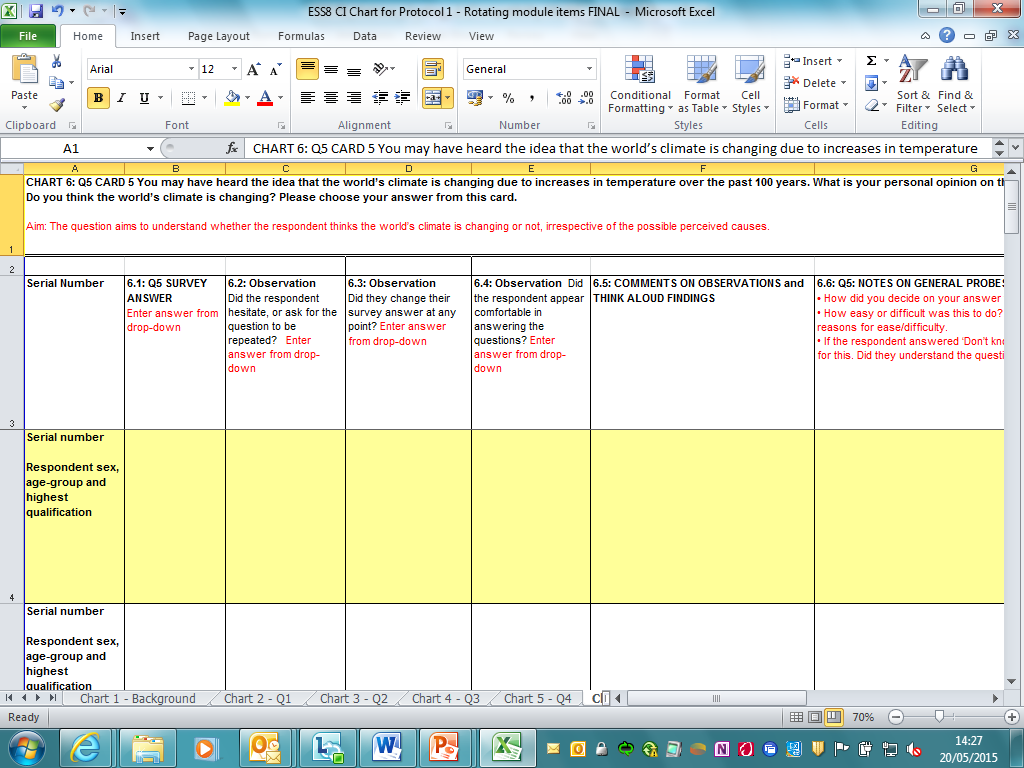 ESS8 CI Chart for Protocol 1 - Rotating module items FINAL - Microsoft Excel
File Home Insert Page Layout Formulas Data Review View
Paste
Arial 12
B I U
A A
General
% ,
Conditional Formatting
Format as Table
Cell Styles
Insert
Delete
Format
Σ
Sort & Filter
Find & Select
Clipboard Font Alignment Number Styles Cells Editing
A1 fx CHART 6: Q5 CARD 5 You may have heard the idea that the world's climate is changing due to increases in temperature
A B C D E F G
CHART 6: Q5 CARD 5 You may have heard the idea that the world's climate is changing due to increases in temperature over the past 100 years. What is your personal opinion on th
Do you think the world's climate is changing? Please choose your answer from this card.
Aim: The question aims to understand whether the respondent thinks the world's climate is changing or not, irrespective of the possible perceived causes.
1
2
Serial Number
6.1: Q5 SURVEY
ANSWER
Enter answer from
drop-down
6.2: Observation
Did the respondent
hesitate, or ask for the
question to be
repeated? Enter
answer from drop-
down
6.3: Observation
Did they change their
survey answer at any
point? Enter answer
from drop-down
6.4: Observation Did
the respondent appear
comfortable in
answering the
questions? Enter
answer from drop-
down
6.5: COMMENTS ON OBSERVATIONS and
THINK ALOUD FINDINGS
6.6: Q5: NOTES ON GENERAL PROBES
• How did you decide on your answer
• How easy or difficult was this to do?
reasons for ease/difficulty.
• If the respondent answered 'Don't kno
for this. Did they understand the questi
3
Serial number
Respondent sex,
age-group and
highest
qualification
4
Serial number
Respondent sex,
age-group and
highest
qualification
Chart 1 - Background Chart 2 - Q1 Chart 3 - Q2 Chart 4 - Q3 Chart 5 - Q4
Ready 70%
14:27
20/05/2015